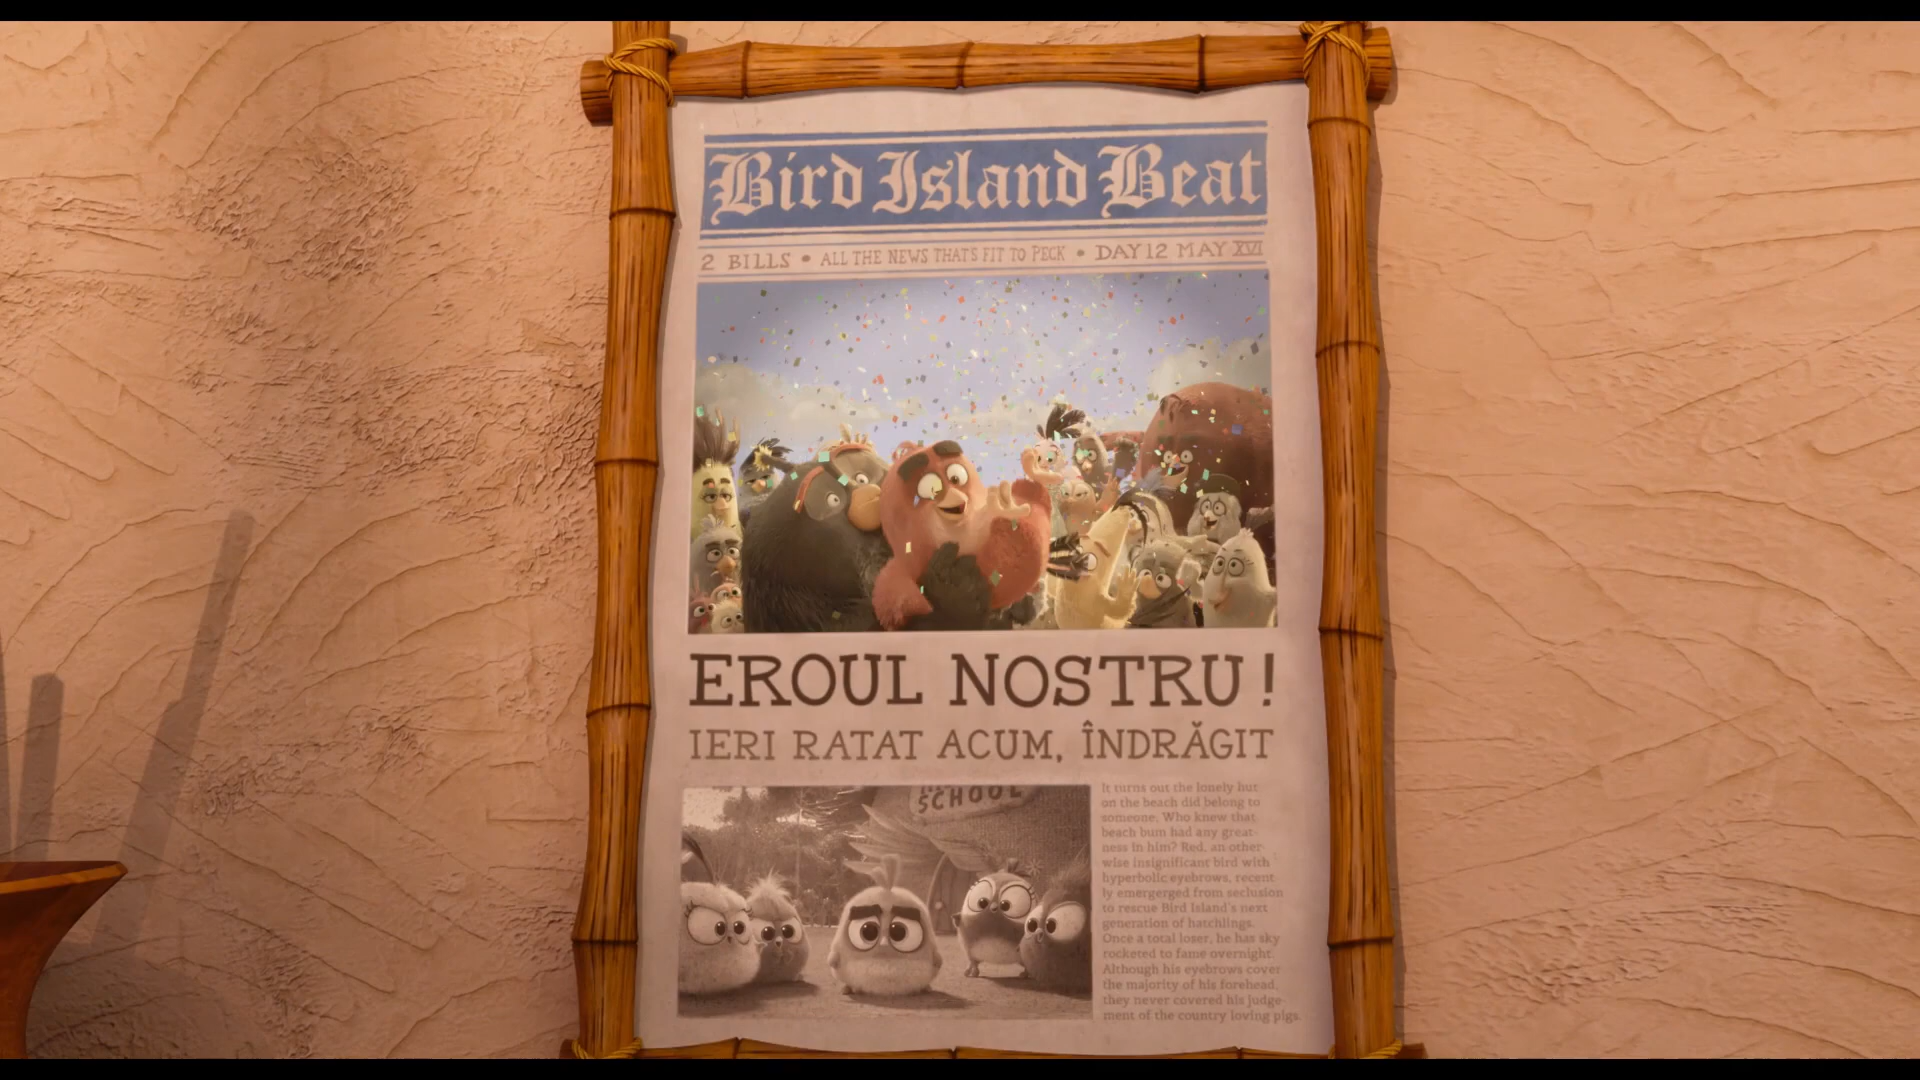 Bird Island Beat
2 BILLS • ALL THE NEWS THAT'S FIT TO PECK • DAY 12 MAY XVI
EROUL NOSTRU!
IERI RATAT ACUM, ÎNDRĂGIT
SCHOOL
It turns out the lonely hut
on the beach did belong to
someone. Who knew that
beach bum had any great-
ness in him? Red, an other-
wise insignificant bird with
hyperbolic eyebrows, recent-
ly emergerged from seclusion
to rescue Bird Island's next
generation of hatchlings.
Once a total loser, he has sky
rocketed to fame overnight.
Although his eyebrows cover
the majority of his forehead,
they never covered his judge-
ment of the country loving pigs.